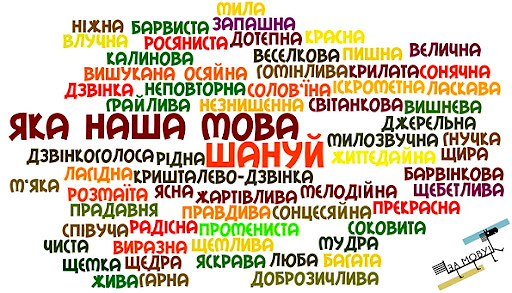 МИЛА
НІЖНА БАРВИСТА ЗАПАШНА
ВЛУЧНА РОСЯНИСТА ДОТЕПНА КРАСНА
КАЛИНОВА ВЕСЕЛКОВА ПИШНА ВЕЛИЧНА
ВИШУКАНА ОСЯЙНА ГОМІНЛИВА КРИЛАТА СОНЯЧНА
ДЗВІНКА НЕПОВТОРНА СОЛОВ'ЇНА ІСКРОМЕТНА ЛАСКАВА
ГРАЙЛИВА НЕЗНИЩЕННА СВІТАНКОВА ВИШНЕВА
ЯКА НАША МОВА ДЖЕРЕЛЬНА
МИЛОЗВУЧНА ГНУЧКА
ДЗВІНКОГОЛОСА РІДНА ШАНУЙ ЖИТТЄДАЙНА ЩИРА
ЛАГІДНА КРИШТАЛЕВО-ДЗВІНКА БАРВІНКОВА
М'ЯКА РОЗМАЇТА ЯСНА ЖАРТІВЛИВА МЕЛОДІЙНА ЩЕБЕТЛИВА
ПРАДАВНЯ ПРАВДИВА СОНЦЕСЯЙНА ПРЕКРАСНА
СПІВУЧА РАДІСНА ПРОМЕНИСТА СОКОВИТА
ЧИСТА ВИРАЗНА ЩЕМЛИВА МУДРА
ЩЕМКА ЩЕДРА ЯСКРАВА ЛЮБА БАГАТА
ЖИВА ГАРНА ДОБРОЗИЧЛИВА
ЗА МОВУ!